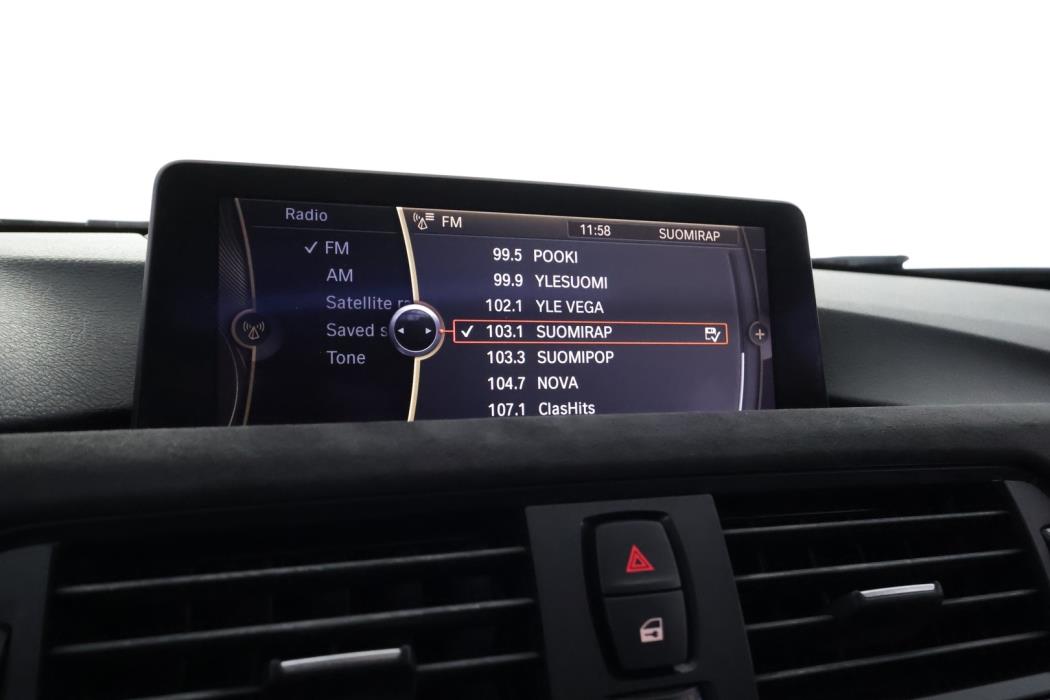 Radio
FM
AM
Satellite
Saved
Tone
FM
11:58
SUOMIRAP
99.5 POOKI
99.9 YLESUOMI
102.1 YLE VEGA
103.1 SUOMIRAP
103.3 SUOMIPOP
104.7 NOVA
107.1 ClasHits